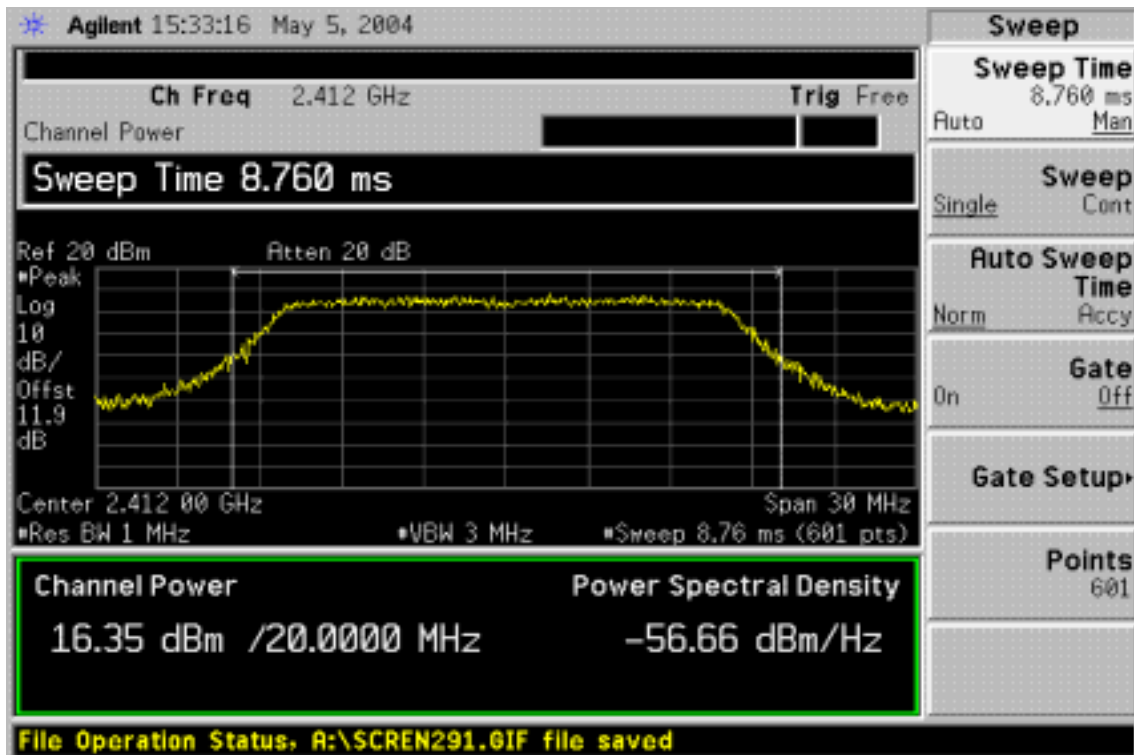 Agilent 15:33:16 May 5, 2004
Ch Freq 2.412 GHz Trig Free
Channel Power
Sweep Time 8.760 ms
Ref 20 dBm Atten 20 dB
#Peak
Log
10
dB/
Offst
11.9
dB
Center 2.412 00 GHz Span 30 MHz
#Res BW 1 MHz #VBW 3 MHz #Sweep 8.76 ms (601 pts)
Channel Power Power Spectral Density
16.35 dBm /20.0000 MHz -56.66 dBm/Hz
File Operation Status, A:\SCREN291.GIF file saved
Sweep
Sweep Time
8.760 ms
Auto Man
Sweep
Single Cont
Auto Sweep
Time
Norm Accy
Gate
On Off
Gate Setup
Points
601